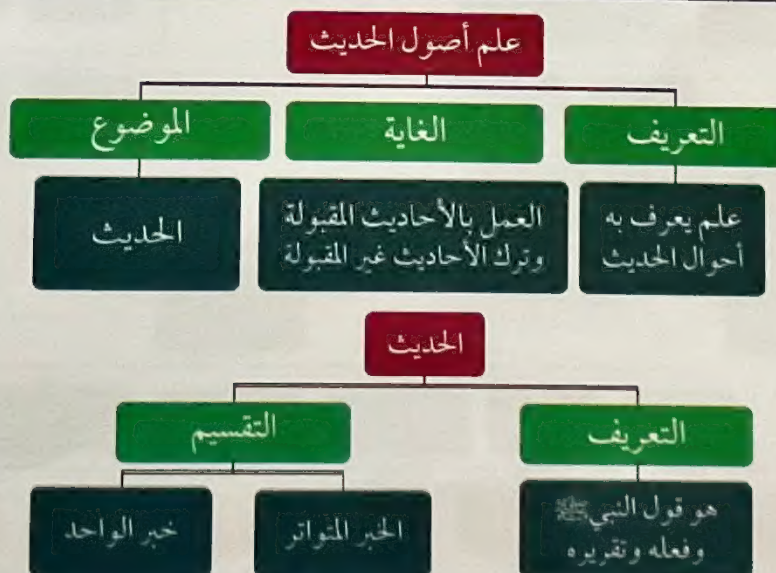 علم أصول الحديث
التعريف
الغاية
الموضوع
علم يعرف به
أحوال الحديث
العمل بالأحاديث المقبولة
وترك الأحاديث غير المقبولة
الحديث
الحديث
التعريف
التقسيم
هو قول النبي ﷺ
وفعله وتقريره
الخبر المتواتر
خبر الواحد